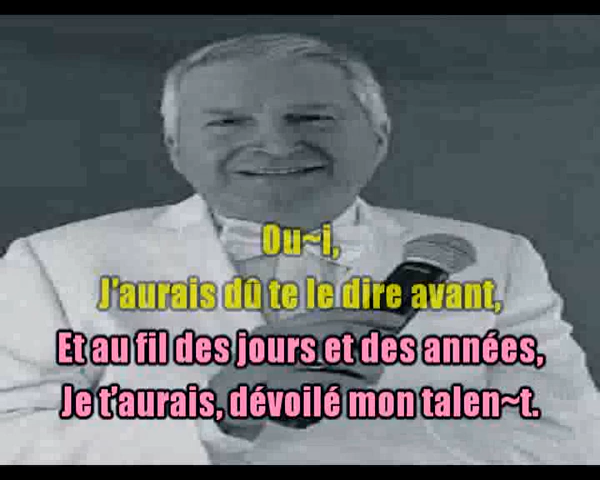 Ou~i,
J'aurais dû te le dire avant,
Et au fil des jours et des années,
Je t'aurais, dévoilé mon talen~t.